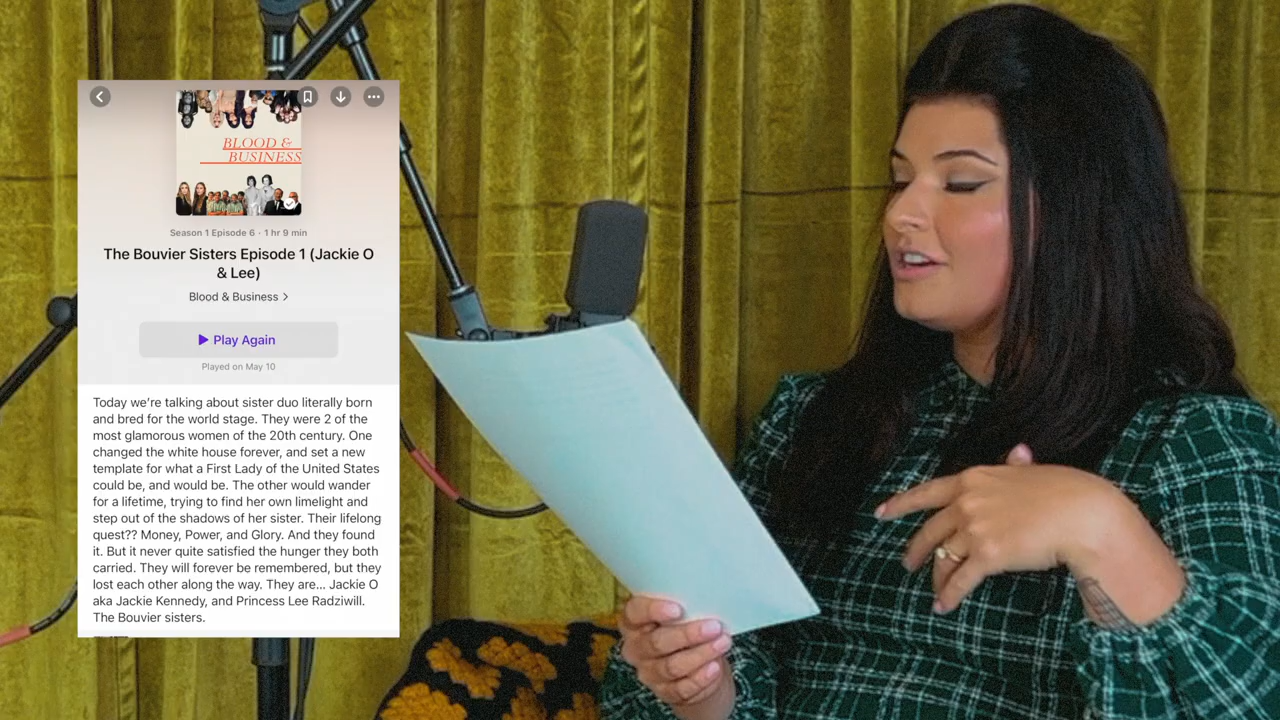 BLOOD &
BUSINESS
Season 1 Episode 6 · 1 hr 9 min
The Bouvier Sisters Episode 1 (Jackie O
& Lee)
Blood & Business >
Play Again
Played on May 10
Today we're talking about sister duo literally born
and bred for the world stage. They were 2 of the
most glamorous women of the 20th century. One
changed the white house forever, and set a new
template for what a First Lady of the United States
could be, and would be. The other would wander
for a lifetime, trying to find her own limelight and
step out of the shadows of her sister. Their lifelong
quest?? Money, Power, and Glory. And they found
it. But it never quite satisfied the hunger they both
carried. They will forever be remembered, but they
lost each other along the way. They are... Jackie O
aka Jackie Kennedy, and Princess Lee Radziwill.
The Bouvier sisters.